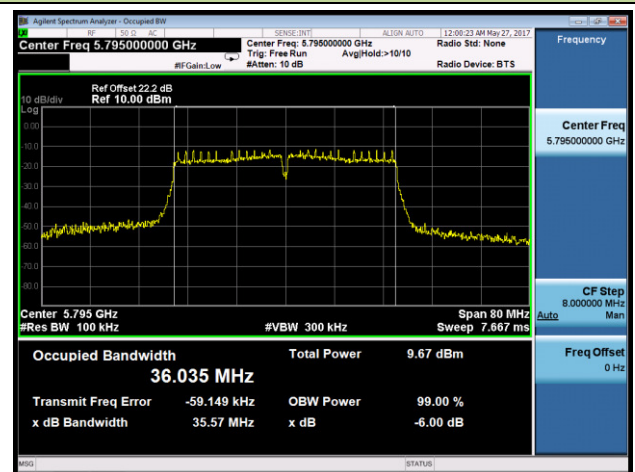 Agilent Spectrum Analyzer - Occupied BW
RF 50 Ω AC SENSE:INT ALIGN AUTO 12:00:23 AM May 27, 2017
Center Freq 5.795000000 GHz
Center Freq: 5.795000000 GHz
Radio Std: None
Trig: Free Run
Avg|Hold:>10/10
#IFGain:Low
#Atten: 10 dB
Radio Device: BTS
Frequency
Ref Offset 22.2 dB
10 dB/div
Ref 10.00 dBm
Log
0.00
-10.0
-20.0
-30.0
-40.0
-50.0
-60.0
-70.0
-80.0
Center 5.795 GHz
Span 80 MHz
#Res BW 100 kHz
#VBW 300 kHz
Sweep 7.667 ms
Center Freq
5.795000000 GHz
CF Step
8.000000 MHz
Auto Man
Freq Offset
0 Hz
Occupied Bandwidth
Total Power 9.67 dBm
36.035 MHz
Transmit Freq Error -59.149 kHz
OBW Power 99.00 %
x dB Bandwidth 35.57 MHz
x dB -6.00 dB
MSG
STATUS